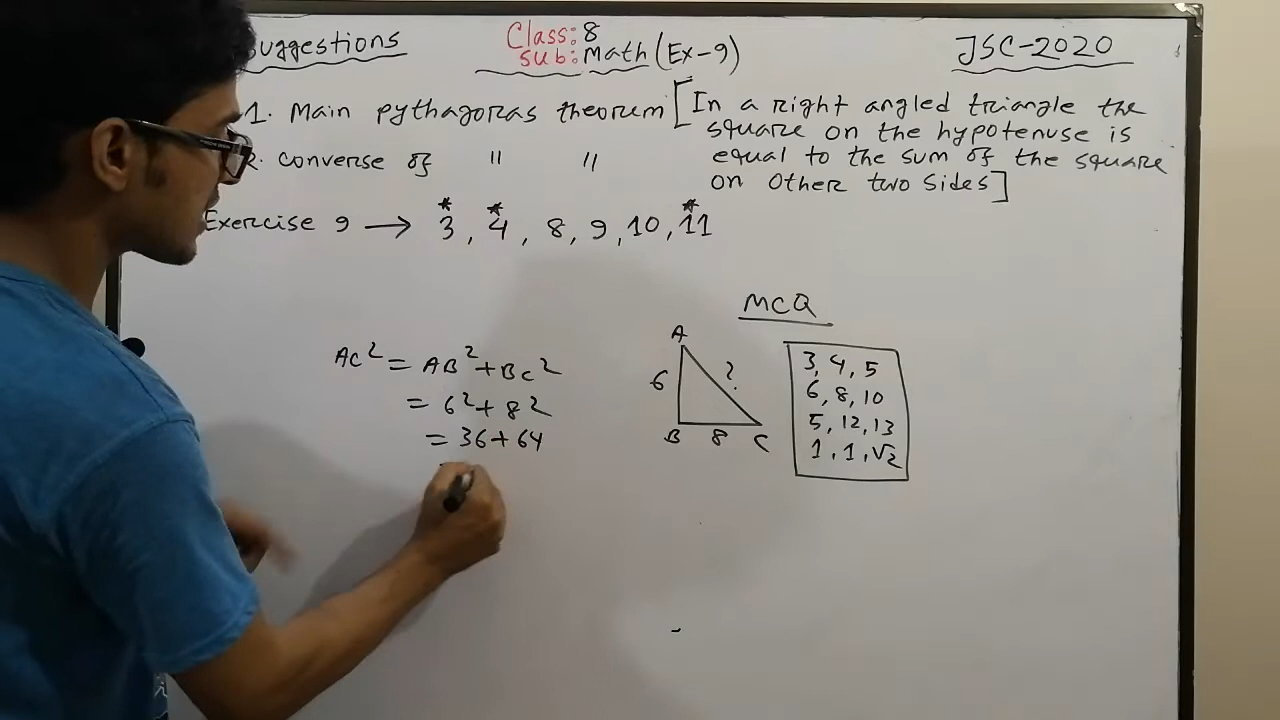 uggestions
Class: 8
Sub: Math (Ex-9)
JSC-2020
1. Main pythagoras theorem [In a right angled triangle the
square on the hypotenuse is
equal to the sum of the square
on other two sides]
2. converse of " "
Exercise 9 → 3*, 4*, 8, 9, 10, 11*
MCQ
AC² = AB² + BC²
= 6² + 8²
= 36 + 64
A
6
?
B 8 C
3, 4, 5
6, 8, 10
5, 12, 13
1, 1, √2